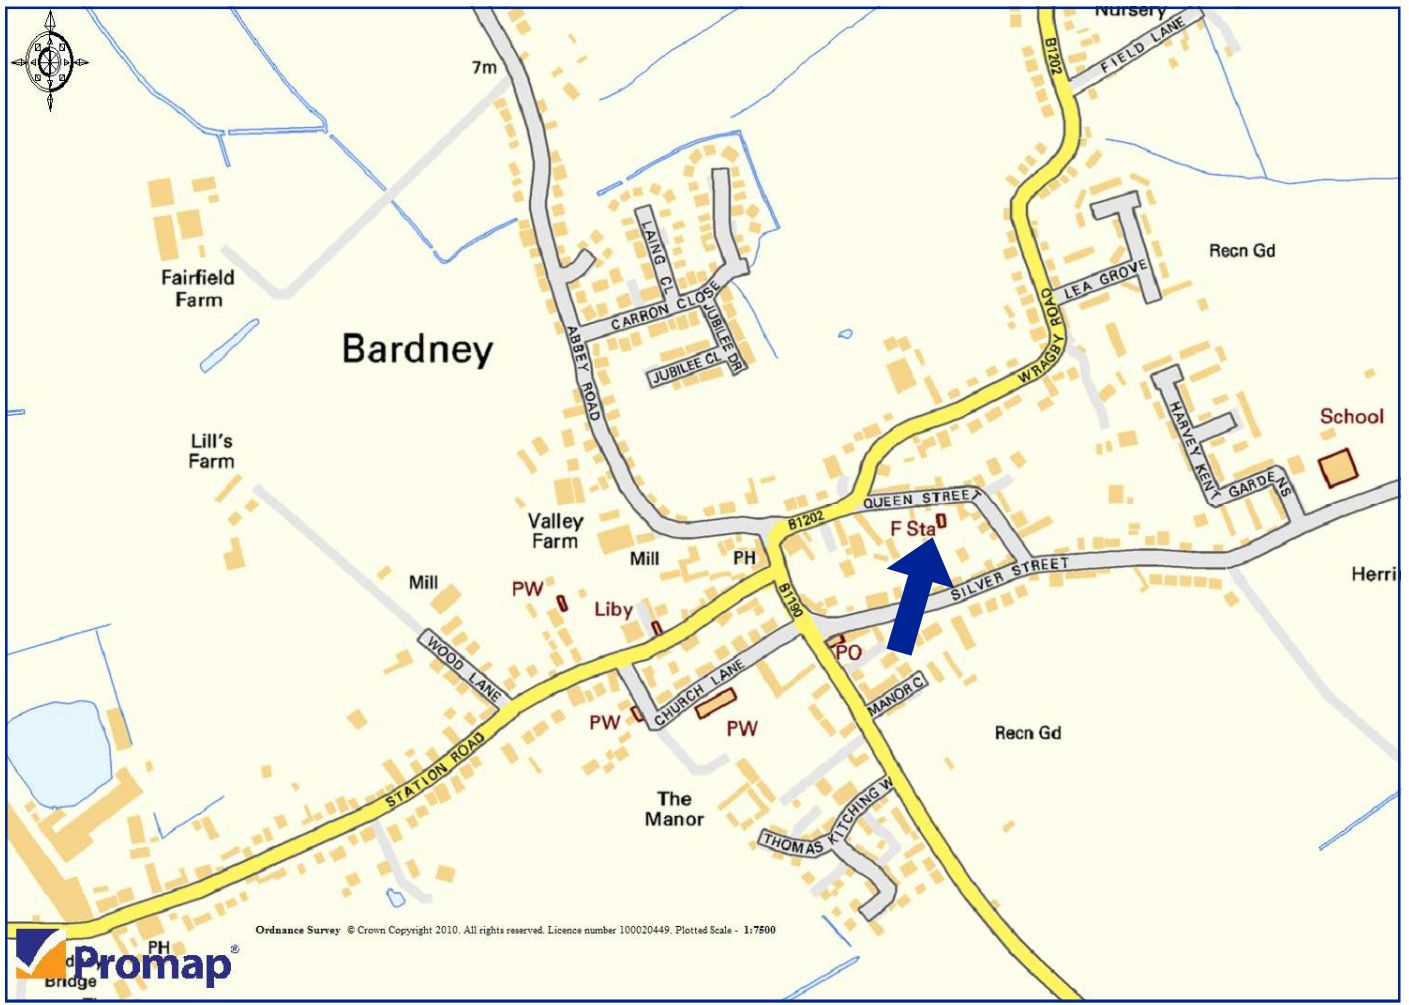 Nursery
FIELD LANE
B1202
7m
Fairfield
Farm
LAING CL
CARRON CLOSE
JUBILEE DR
JUBILEE CL
ABBEY ROAD
Bardney
Recn Gd
LEA GROVE
WRAGBY ROAD
HARVEY KENT
GARDENS
School
Lill's
Farm
Valley
Farm
Mill
PH
B1202
QUEEN STREET
F Sta
SILVER STREET
Herri
Mill
PW
Liby
B1190
PO
WOOD LANE
CHURCH LANE
MANOR C
PW
PW
Recn Gd
STATION ROAD
The
Manor
THOMAS KITCHING W
Ordnance Survey © Crown Copyright 2010. All rights reserved. Licence number 100020449. Plotted Scale - 1:7500
PH
Promap®
Bridge